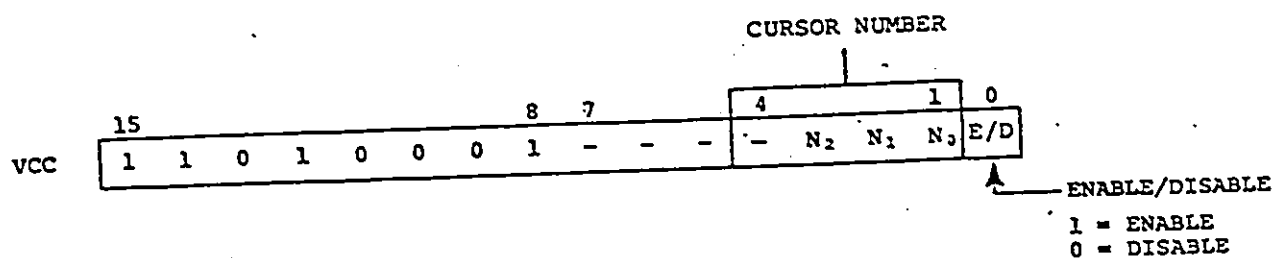 CURSOR NUMBER
15 8 7 4 1 0
VCC 1 1 0 1 0 0 0 1 - - - - N₂ N₁ N₃ E/D
ENABLE/DISABLE
1 = ENABLE
0 = DISABLE